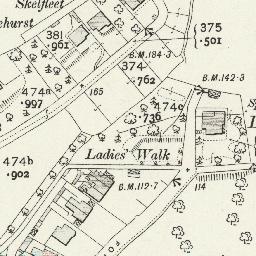 Skelfleet
381
.961
375
.501
B.M.184.3
374
.762
B.M.142.3
474a
.997
165
474c
.736
Ladies' Walk
474b
.902
B.M.112.7
114